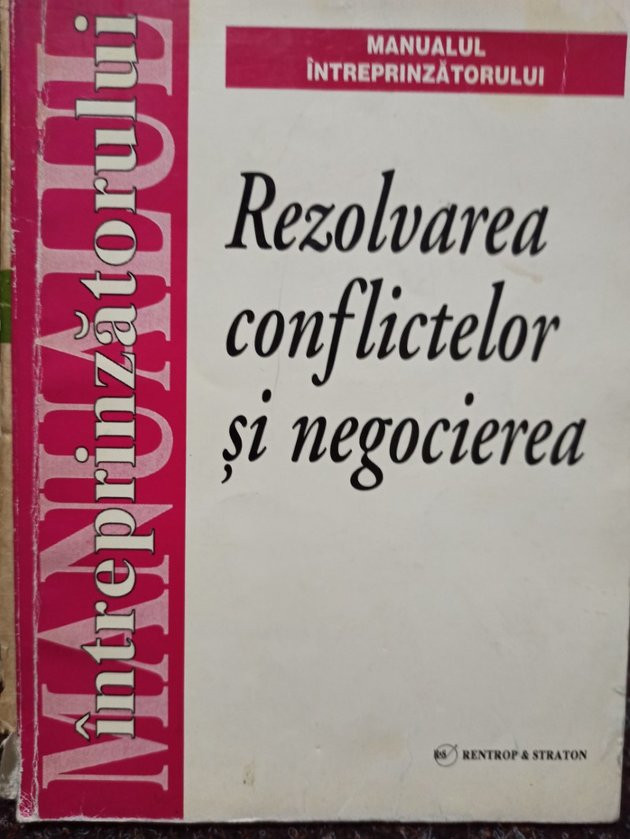 MANUALUL
întreprinzătorului
MANUALUL
ÎNTREPRINZĂTORULUI
Rezolvarea
conflictelor
și negocierea
R&S RENTROP & STRATON